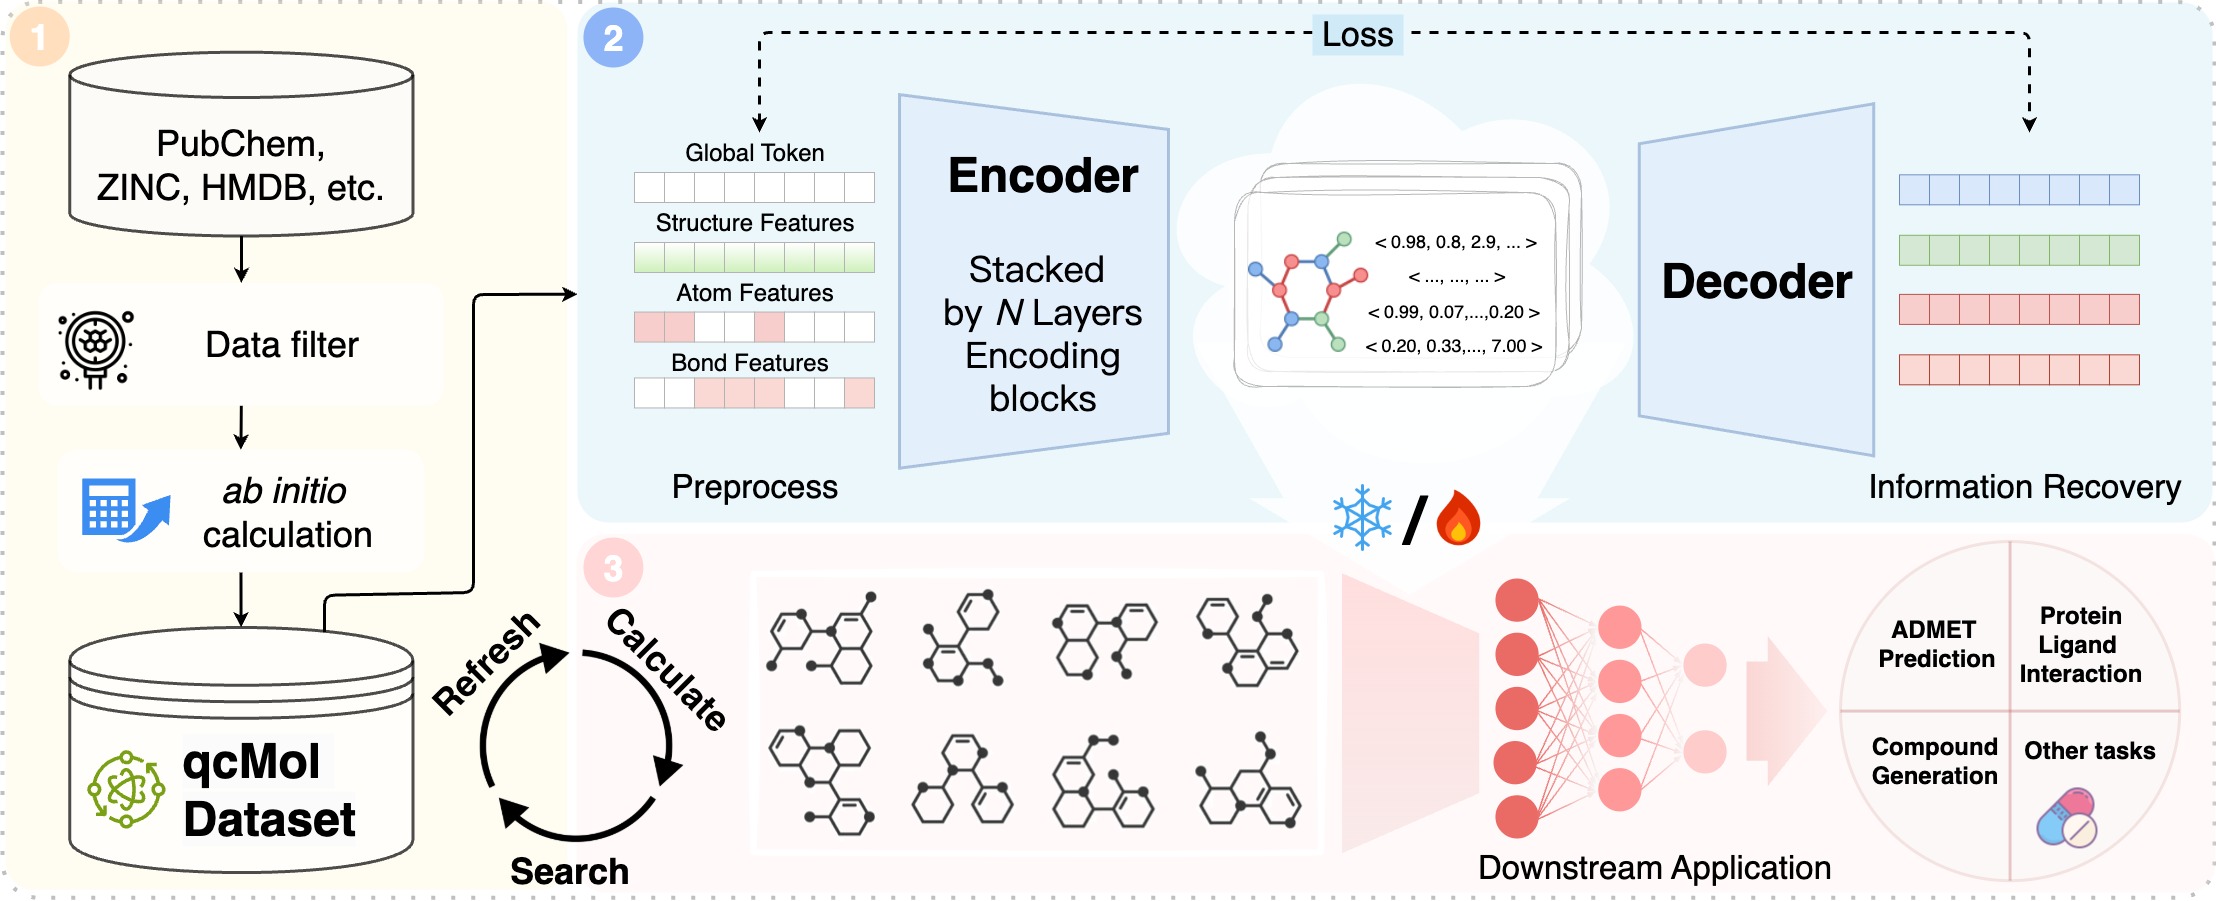 1
PubChem,
ZINC, HMDB, etc.
Data filter
ab initio
calculation
qcMol
Dataset
2
Loss
Global Token
Structure Features
Atom Features
Bond Features
Preprocess
Encoder
Stacked
by N Layers
Encoding
blocks
< 0.98, 0.8, 2.9, ... >
< ..., ..., ... >
< 0.99, 0.07,...,0.20 >
< 0.20, 0.33,..., 7.00 >
Decoder
Information Recovery
/
3
Refresh
Calculate
Search
Downstream Application
ADMET
Prediction
Protein
Ligand
Interaction
Compound
Generation
Other tasks